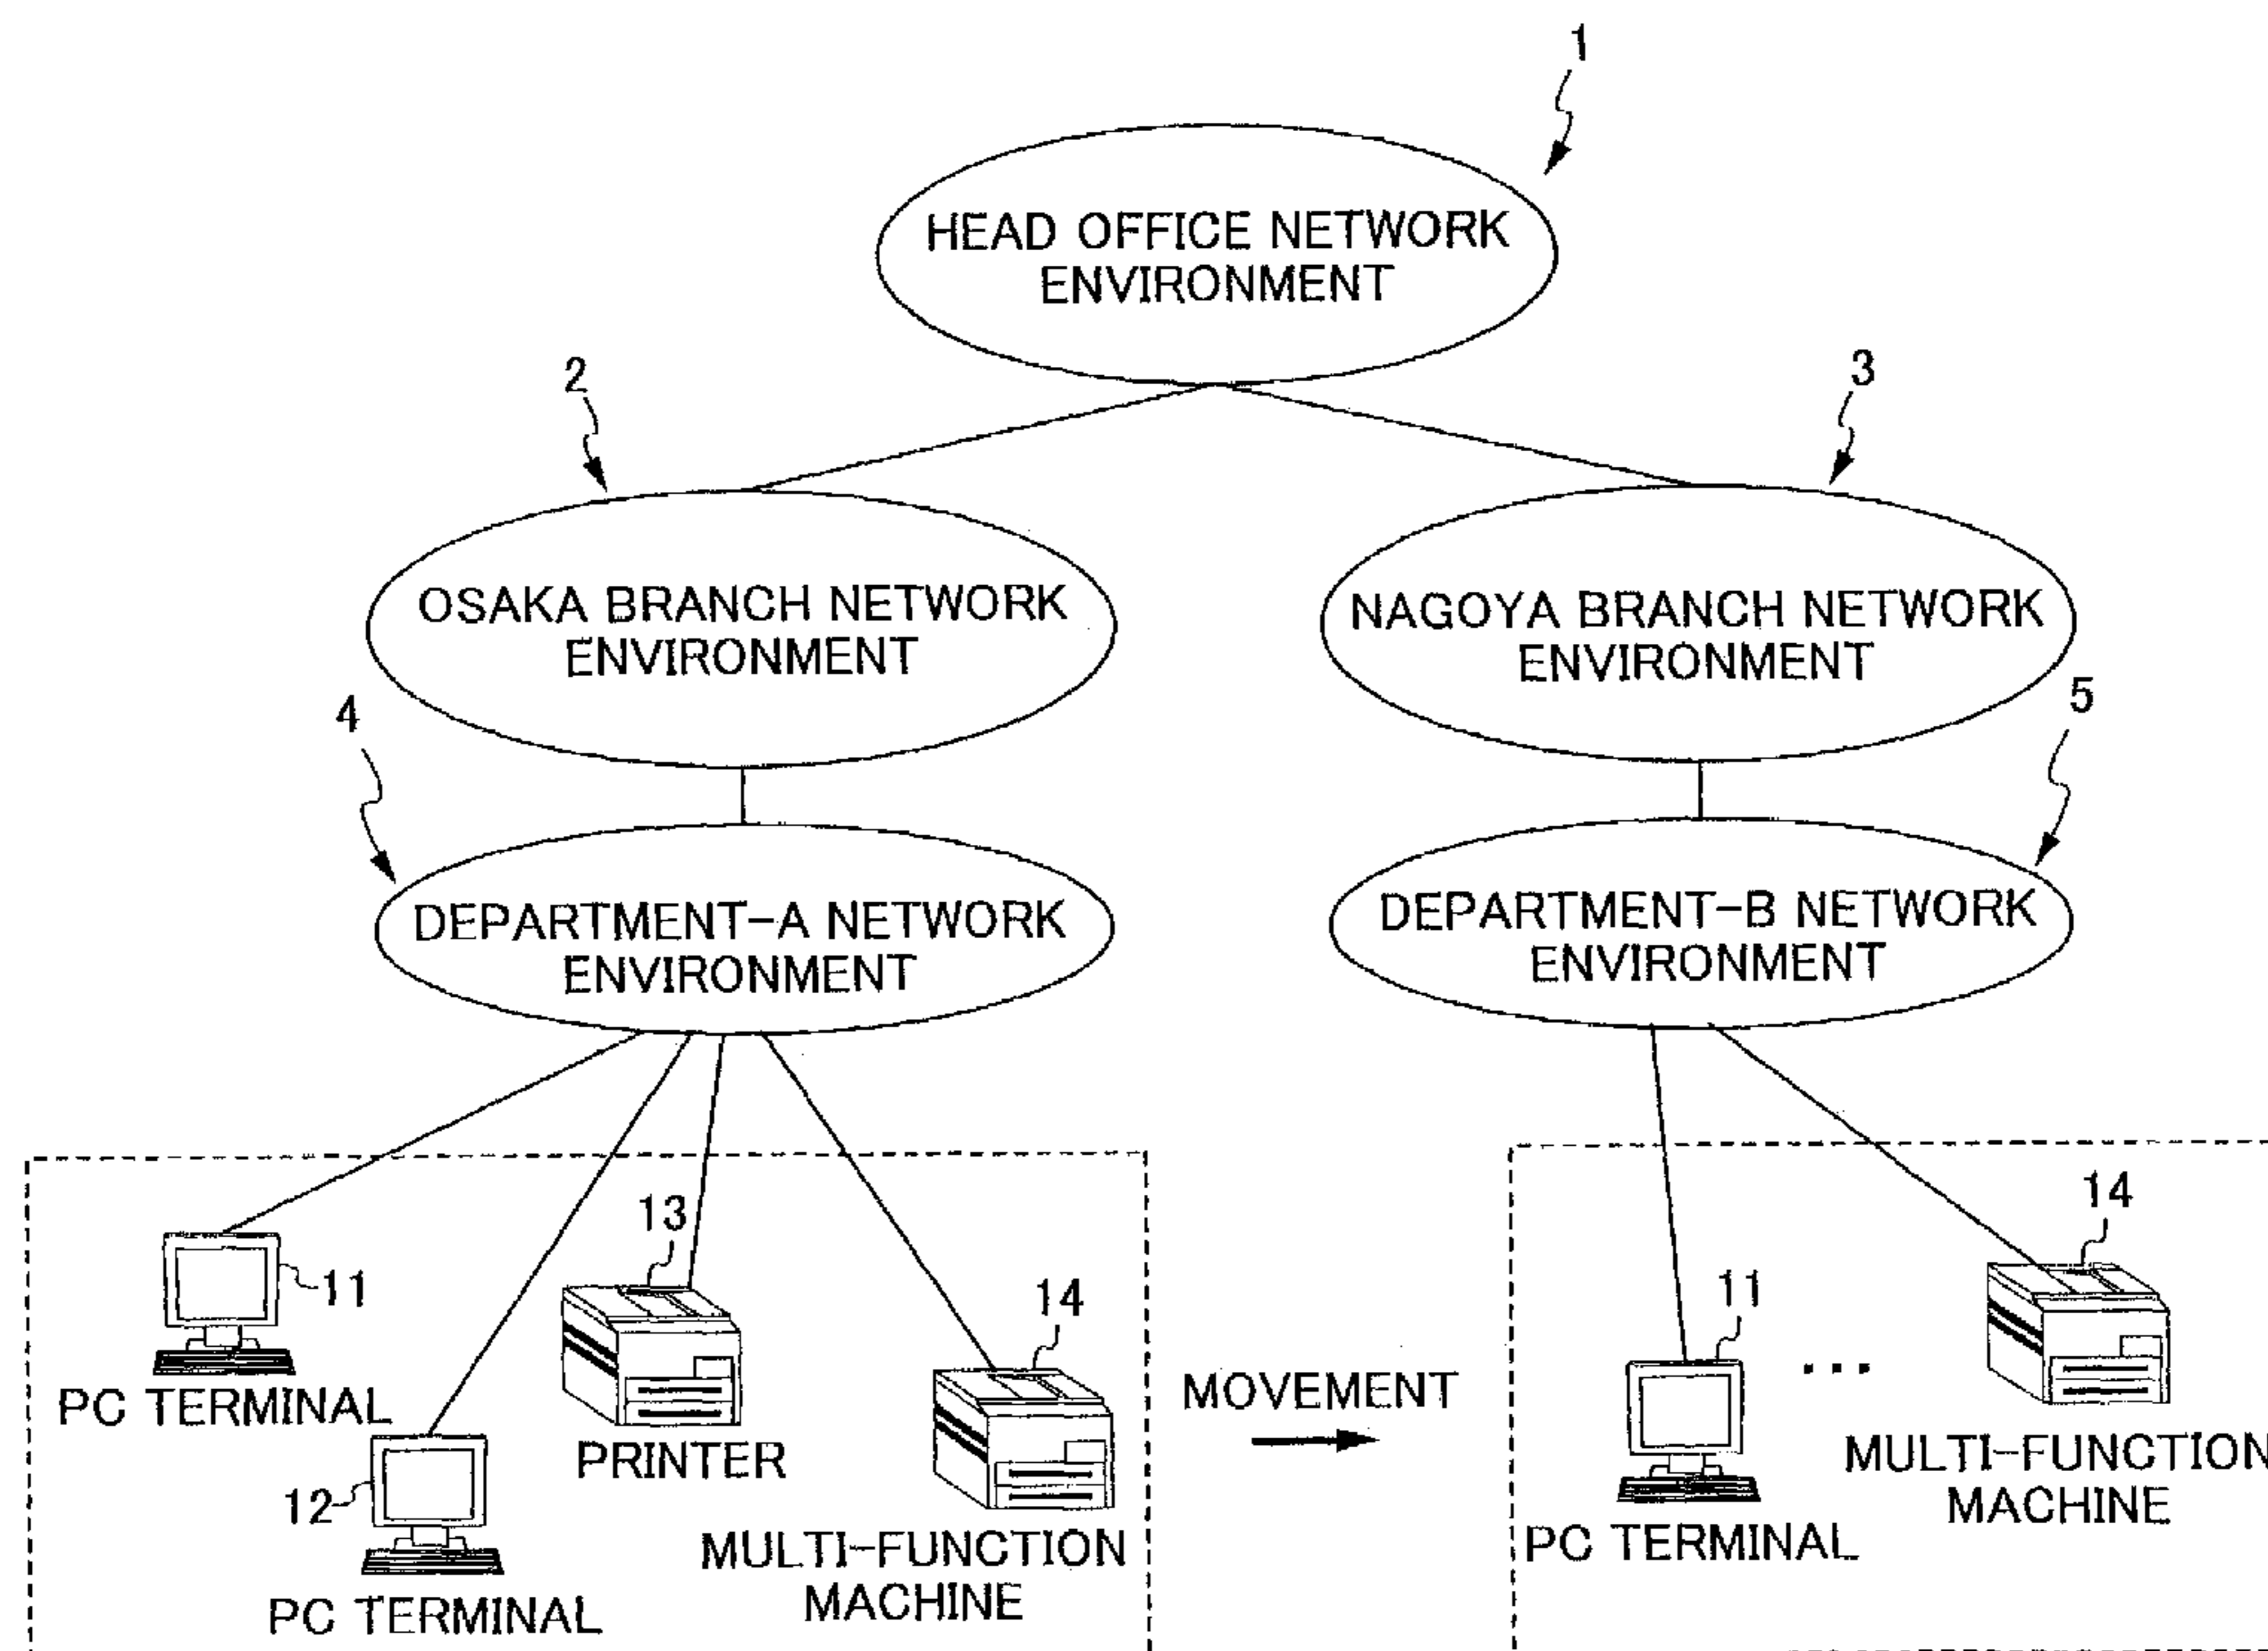 1
HEAD OFFICE NETWORK
ENVIRONMENT
2
3
OSAKA BRANCH NETWORK
ENVIRONMENT
NAGOYA BRANCH NETWORK
ENVIRONMENT
4
5
DEPARTMENT-A NETWORK
ENVIRONMENT
DEPARTMENT-B NETWORK
ENVIRONMENT
11
PC TERMINAL
12
PC TERMINAL
13
PRINTER
14
MULTI-FUNCTION
MACHINE
MOVEMENT
11
PC TERMINAL
...
14
MULTI-FUNCTION
MACHINE